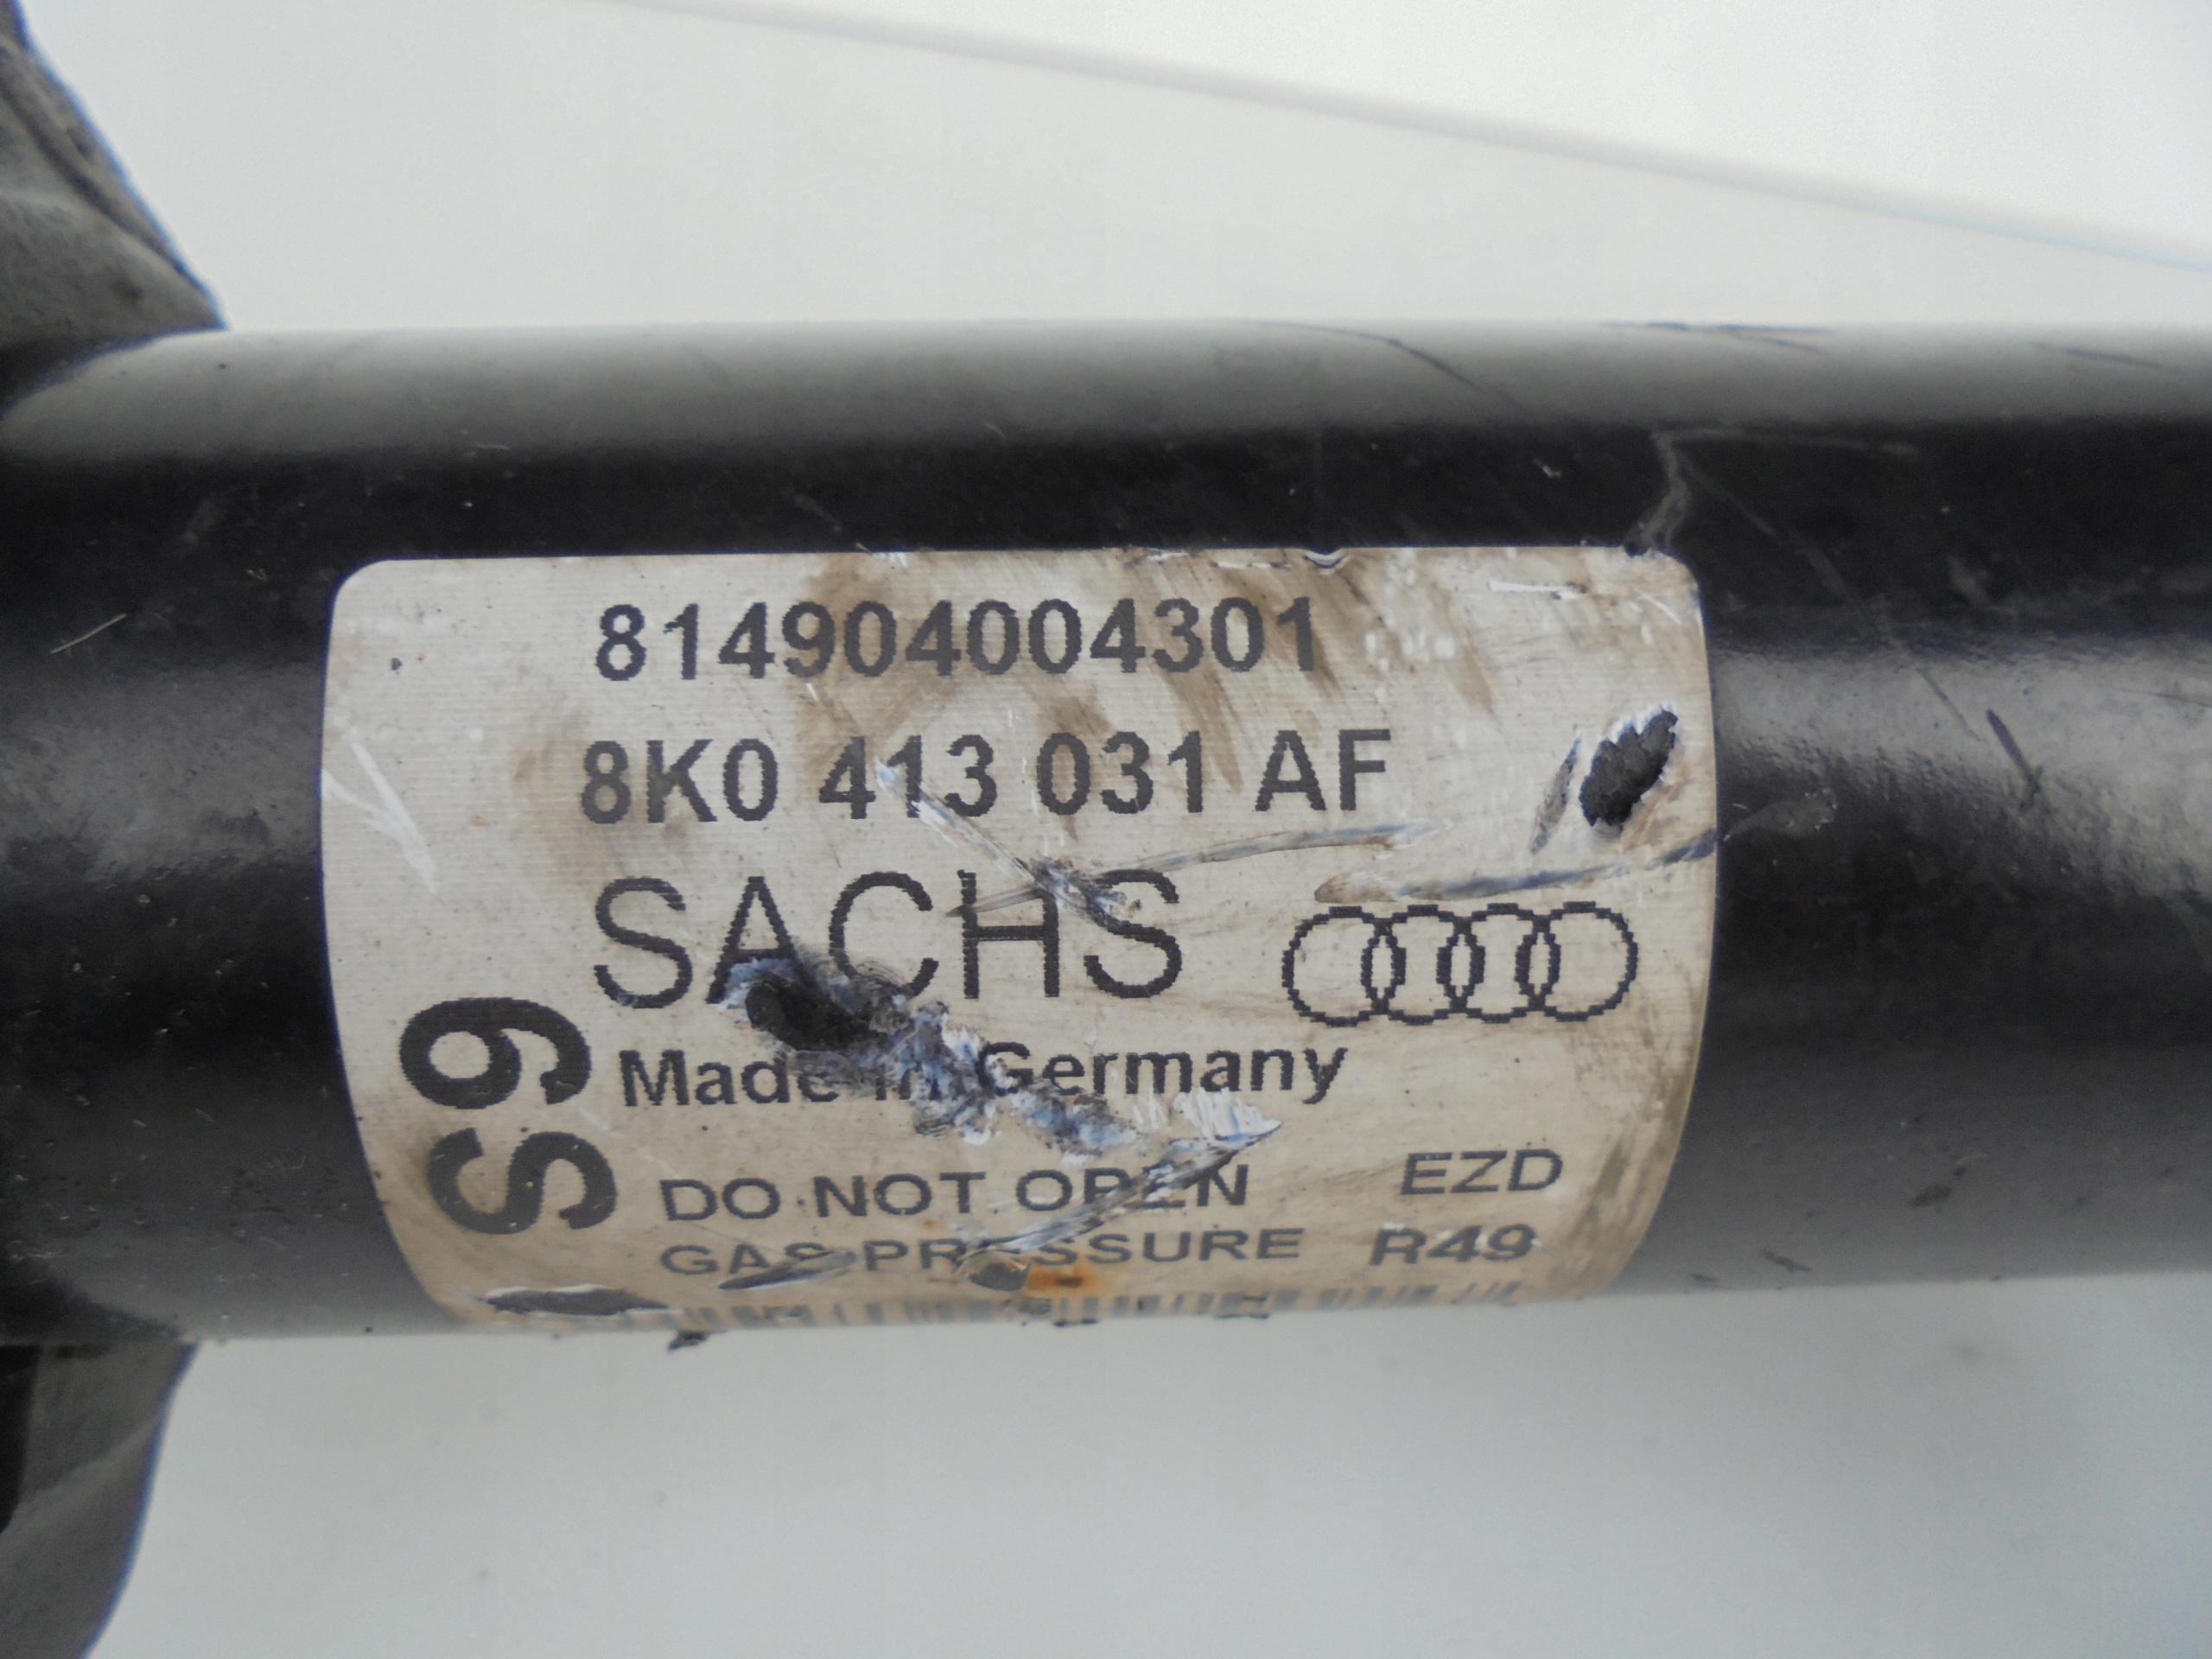 814904004301
8K0 413 031 AF
SACHS
Made in Germany
S9
DO NOT OPEN EZD
GAS PRESSURE R49